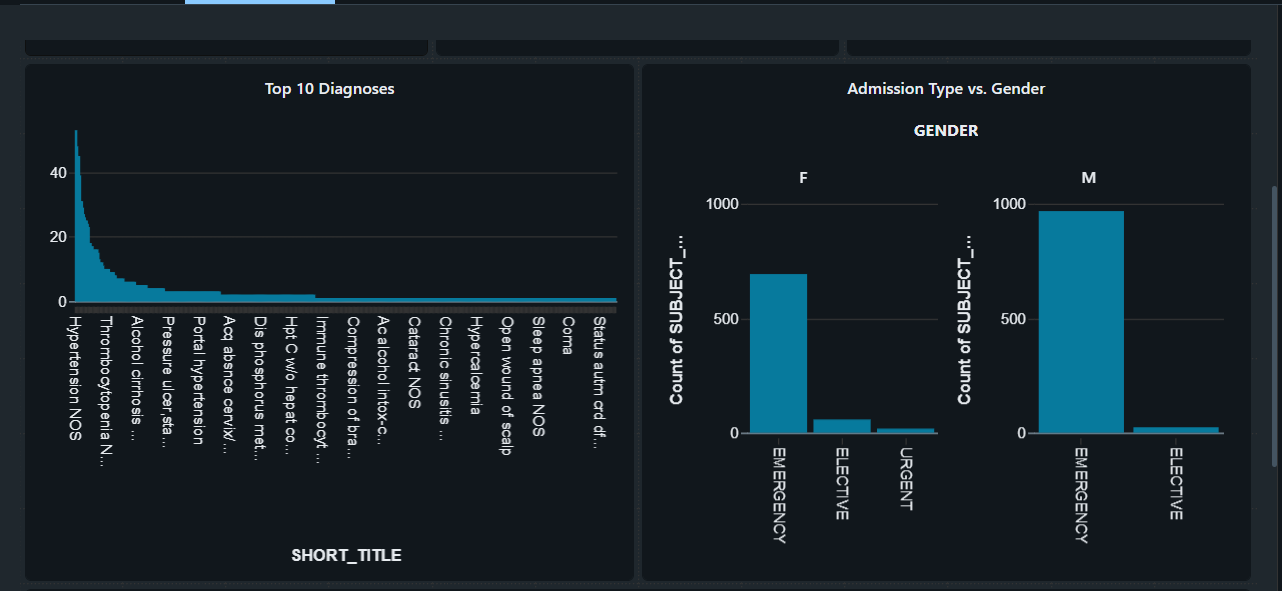 Top 10 Diagnoses
40
20
0
Hypertension NOS
Thrombocytopenia N...
Alcohol cirrhosis ...
Pressure ulcer,sta...
Portal hypertension
Acq absnce cervix/...
Dis phosphorus met...
Hpt C w/o hepat co...
Immune thrombocyt ...
Compression of bra...
Ac alcohol intox-c...
Cataract NOS
Chronic sinusitis ...
Hypercalcemia
Open wound of scalp
Sleep apnea NOS
Coma
Status autm crd df...
SHORT_TITLE
Admission Type vs. Gender
GENDER
F
Count of SUBJECT_...
1000
500
0
EMERGENCY
ELECTIVE
URGENT
M
Count of SUBJECT_...
1000
500
0
EMERGENCY
ELECTIVE